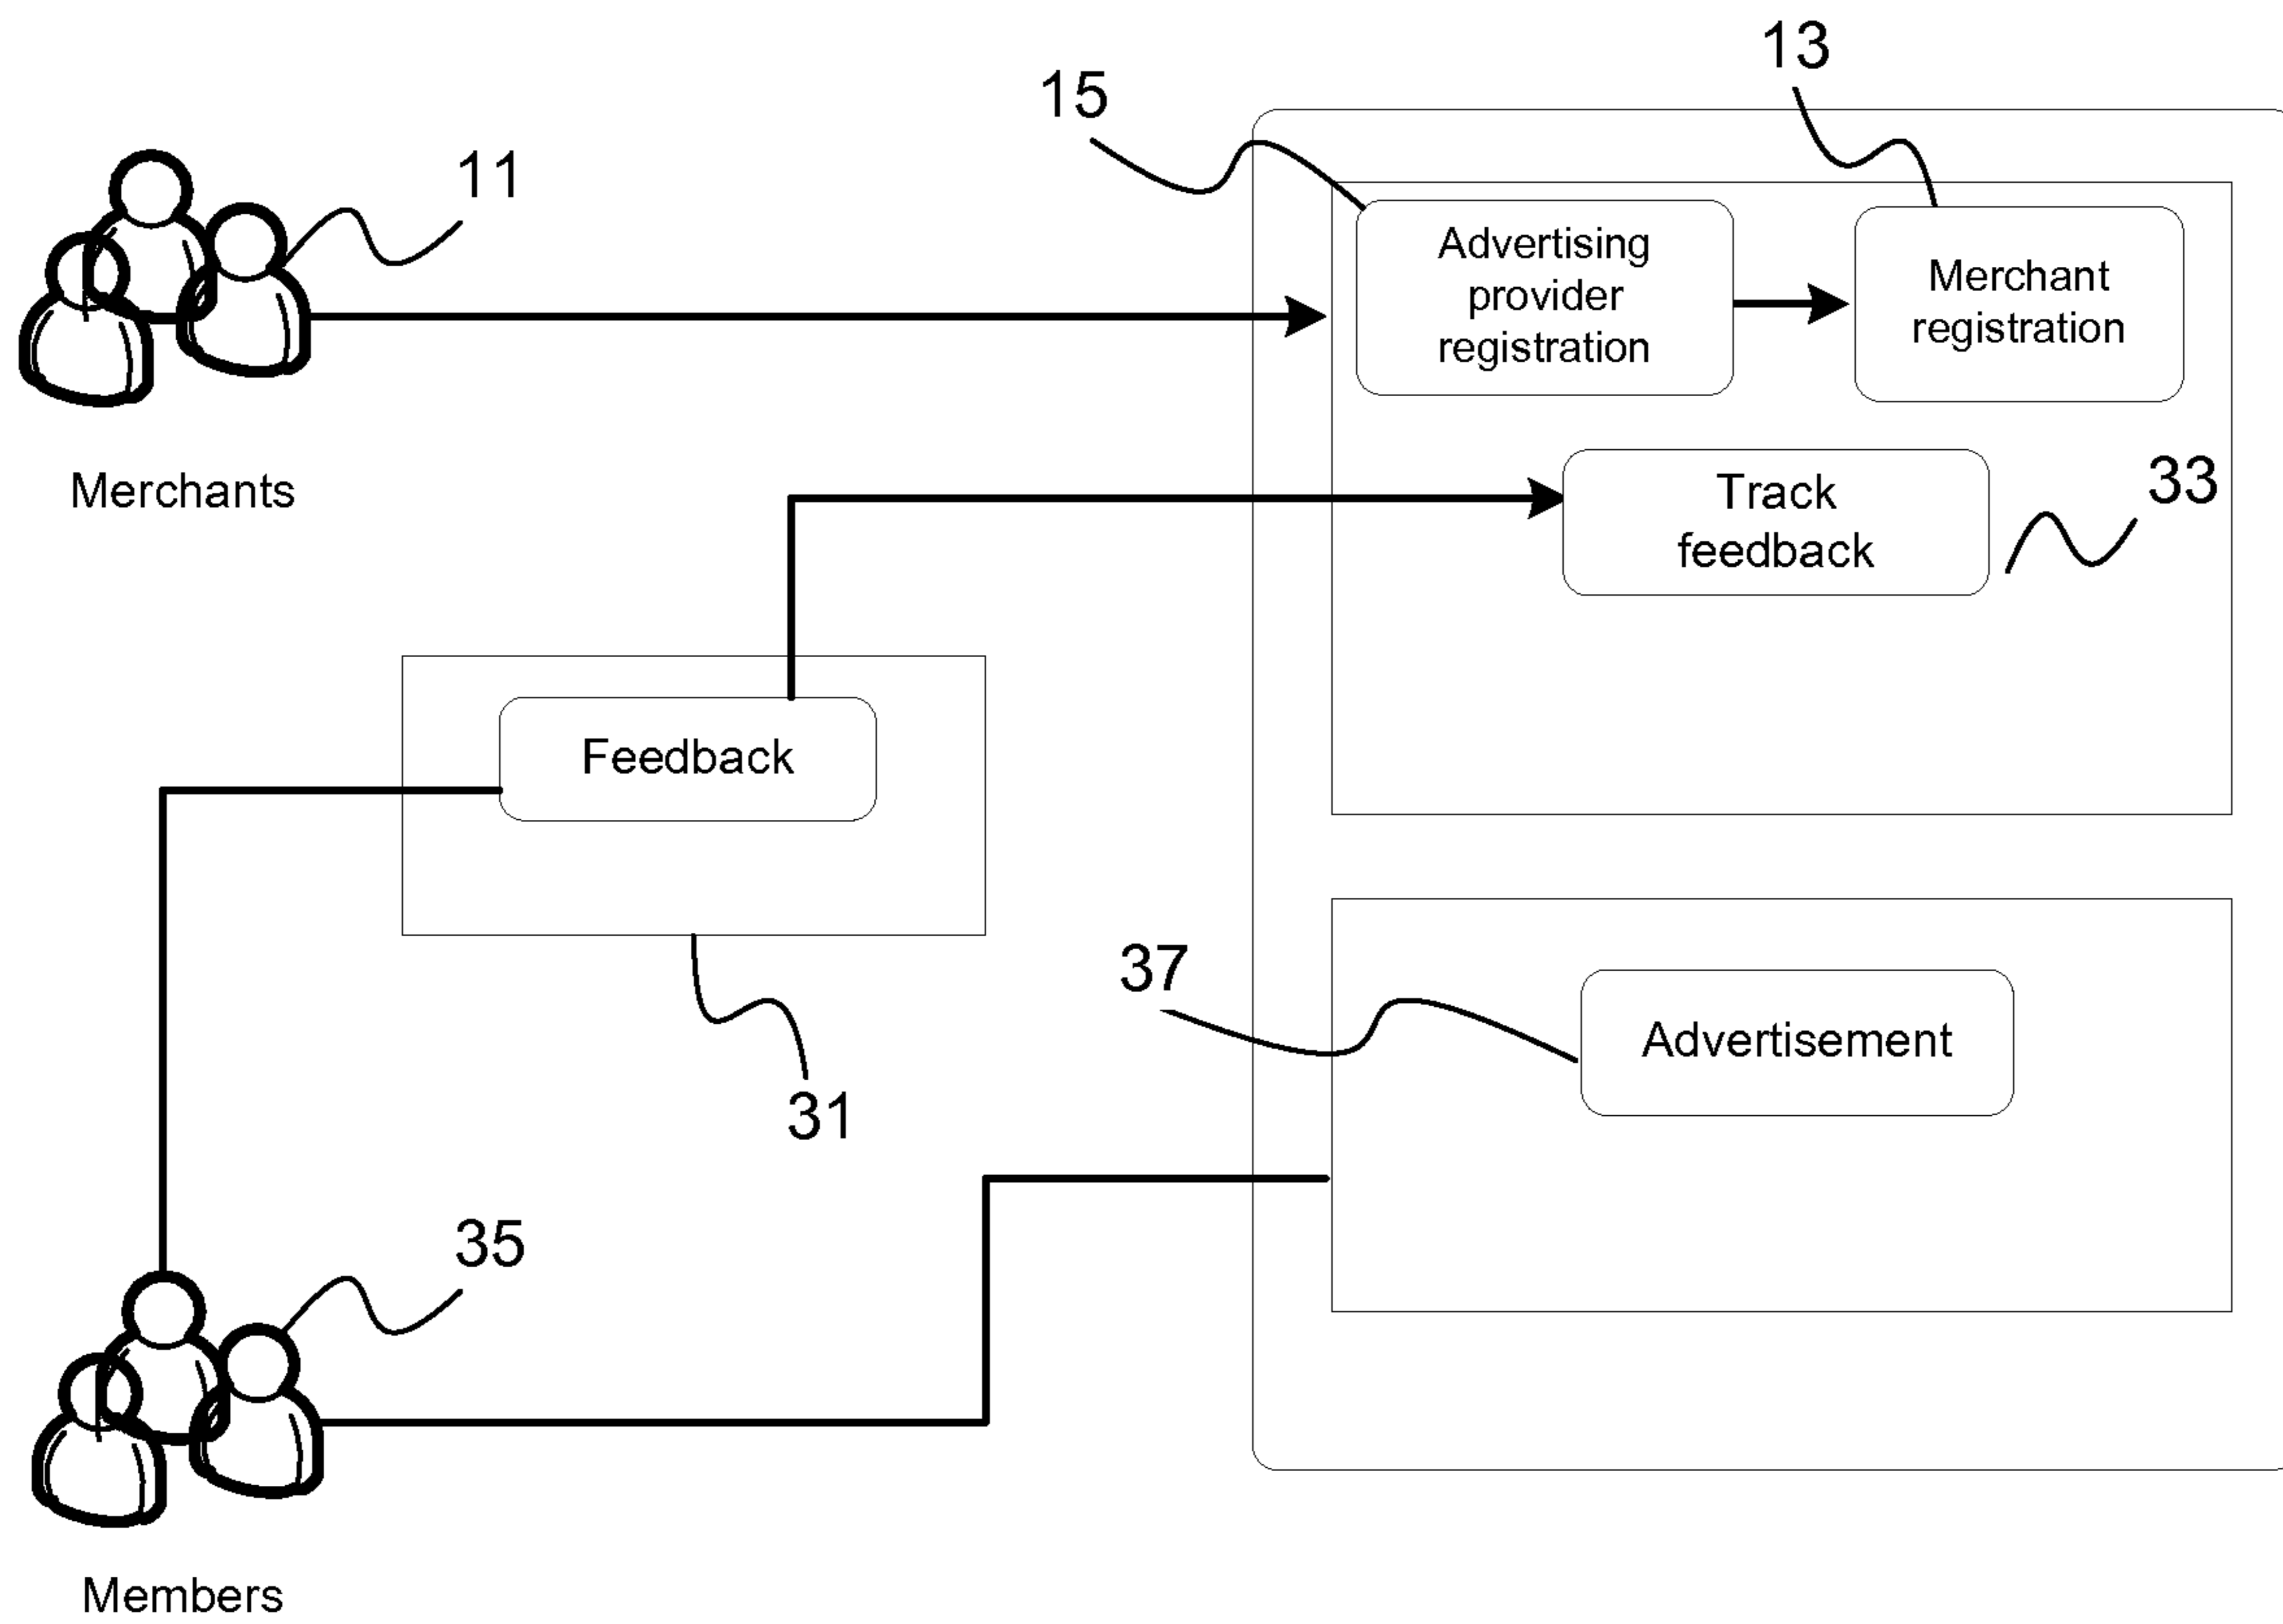 13
15
11
Advertising
provider
registration
Merchant
registration
Merchants
Track
feedback
33
Feedback
37
Advertisement
31
35
Members